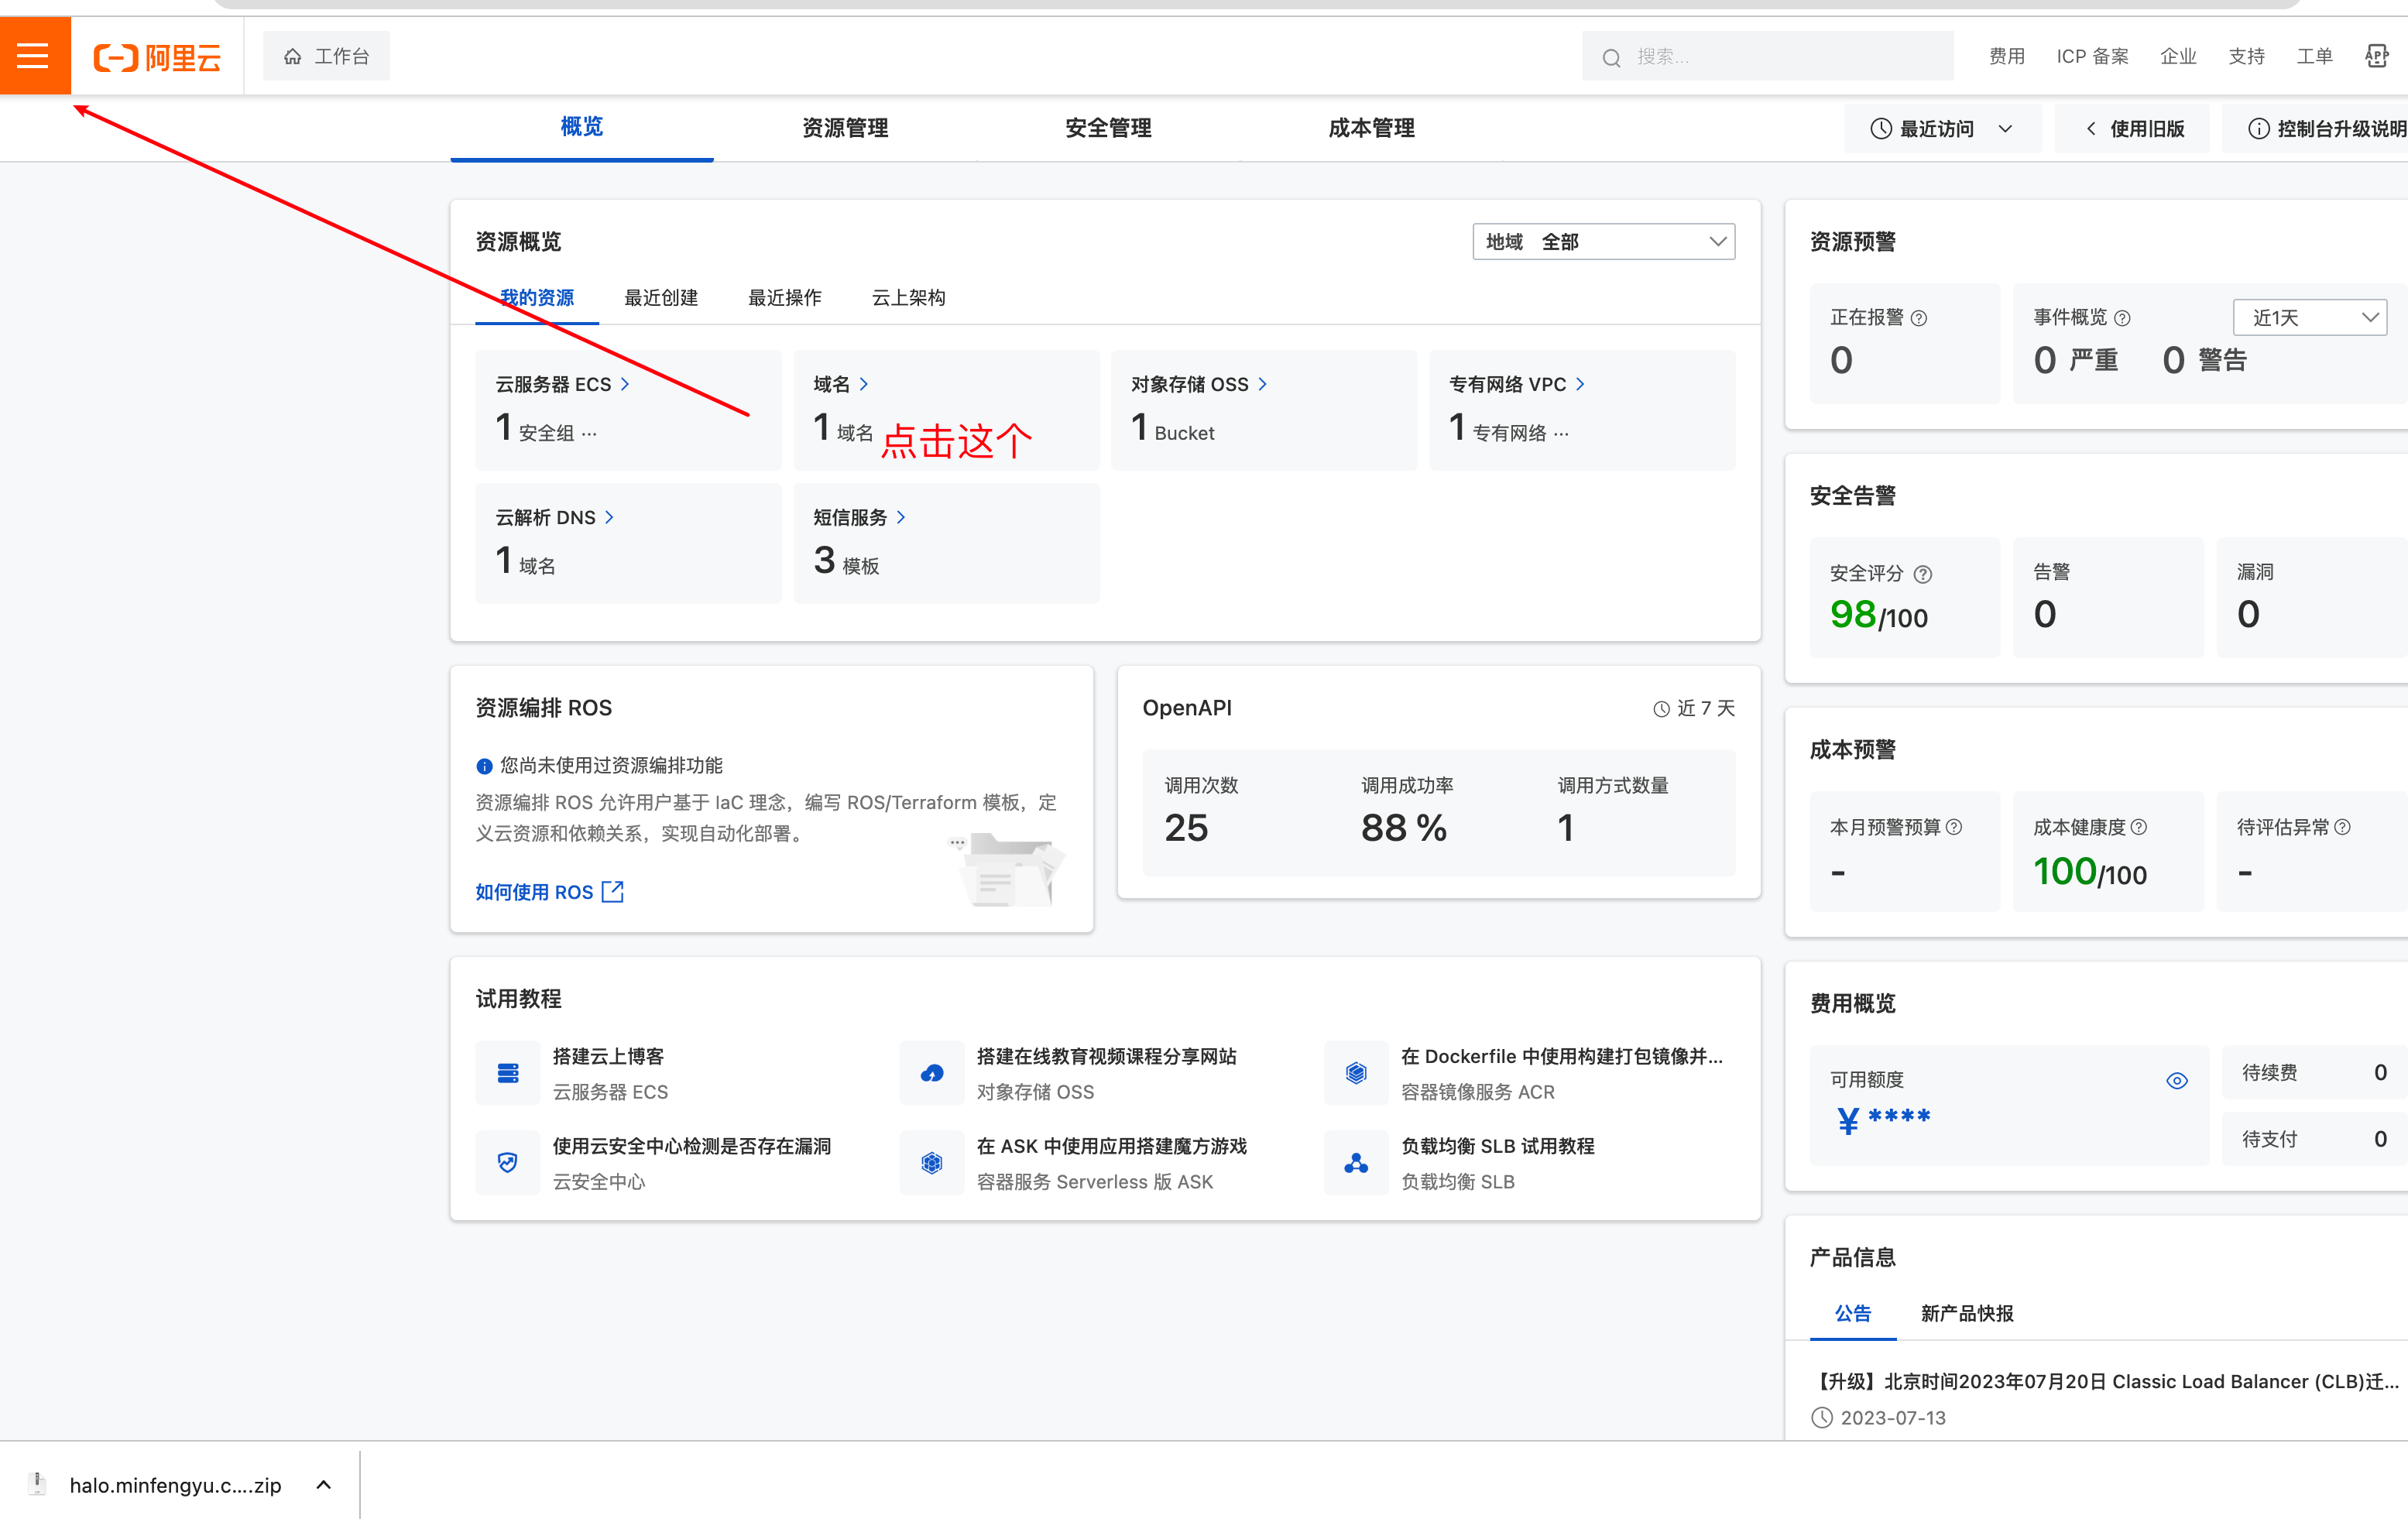 阿里云
工作台
搜索...
费用
ICP 备案
企业
支持
工单
APP
概览
资源管理
安全管理
成本管理
最近访问
使用旧版
控制台升级说明
资源概览
地域 全部
我的资源
最近创建
最近操作
云上架构
云服务器 ECS
1 安全组 ···
域名
1 域名
点击这个
对象存储 OSS
1 Bucket
专有网络 VPC
1 专有网络 ···
云解析 DNS
1 域名
短信服务
3 模板
资源编排 ROS
您尚未使用过资源编排功能
资源编排 ROS 允许用户基于 IaC 理念，编写 ROS/Terraform 模板，定
义云资源和依赖关系，实现自动化部署。
如何使用 ROS
OpenAPI
近 7 天
调用次数
25
调用成功率
88 %
调用方式数量
1
试用教程
搭建云上博客
云服务器 ECS
搭建在线教育视频课程分享网站
对象存储 OSS
在 Dockerfile 中使用构建打包镜像并...
容器镜像服务 ACR
使用云安全中心检测是否存在漏洞
云安全中心
在 ASK 中使用应用搭建魔方游戏
容器服务 Serverless 版 ASK
负载均衡 SLB 试用教程
负载均衡 SLB
资源预警
正在报警
0
事件概览
近1天
0 严重
0 警告
安全告警
安全评分
98/100
告警
0
漏洞
0
成本预警
本月预警预算
-
成本健康度
100/100
待评估异常
-
费用概览
可用额度
¥ ****
待续费 0
待支付 0
产品信息
公告
新产品快报
【升级】北京时间2023年07月20日 Classic Load Balancer (CLB)迁...
2023-07-13
halo.minfengyu.c....zip